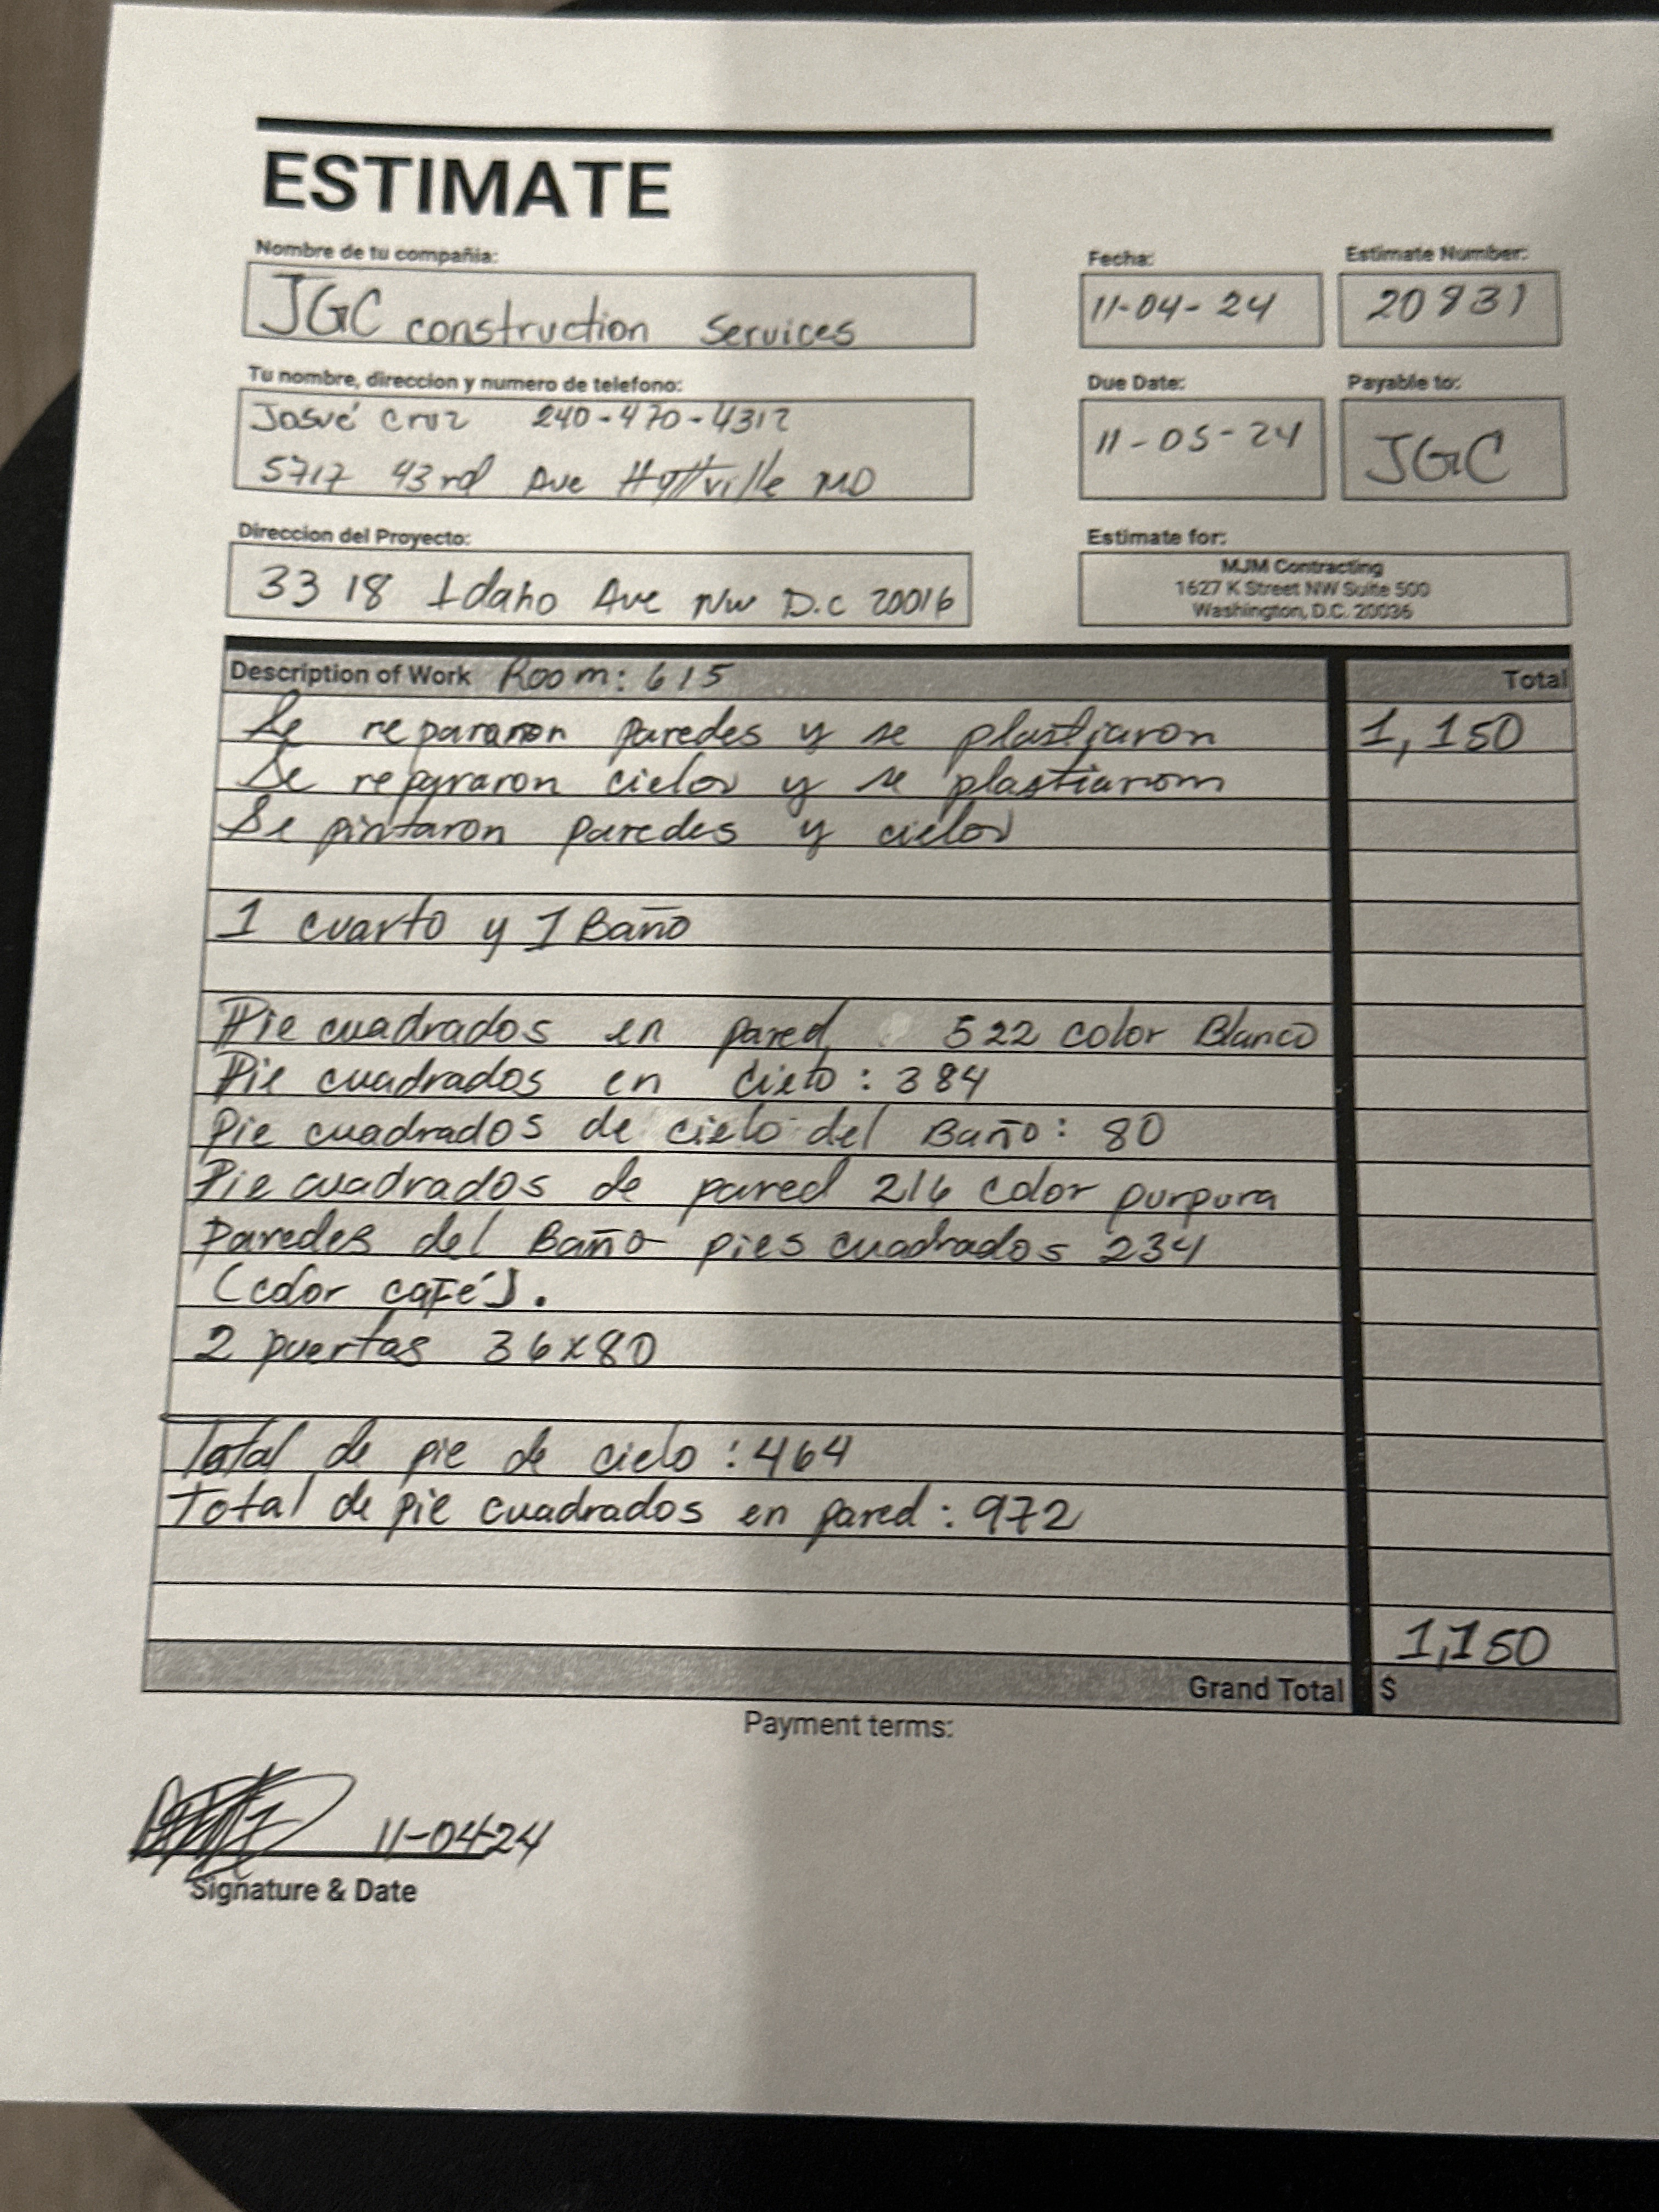 ESTIMATE
Nombre de tu compañia:
JGC construction Services
Fecha:
11-04-24
Estimate Number:
20831
Tu nombre, direccion y numero de telefono:
Josué Cruz 240-470-4312
5717 43rd Ave Hyttville MD
Due Date:
11-05-24
Payable to:
JGC
Direccion del Proyecto:
3318 Idaho Ave NW D.C 20016
Estimate for:
MJM Contracting
1627 K Street NW Suite 500
Washington, D.C. 20036
Description of Work Room: 615 Total
Se repararon paredes y se plastiaron 1,150
Se repararon cielos y se plastiarom
Se pintaron paredes y cielos
1 cuarto y 1 Baño
Pie cuadrados en pared 522 color Blanco
Pie cuadrados en cielo: 384
Pie cuadrados de cielo del Baño: 80
Pie cuadrados de pared 216 color purpura
Paredes del Baño pies cuadrados 234
(color café).
2 puertas 36x80
Total de pie de cielo: 464
Total de pie cuadrados en pared: 972
1,150
Grand Total $
Payment terms:
11-04-24
Signature & Date